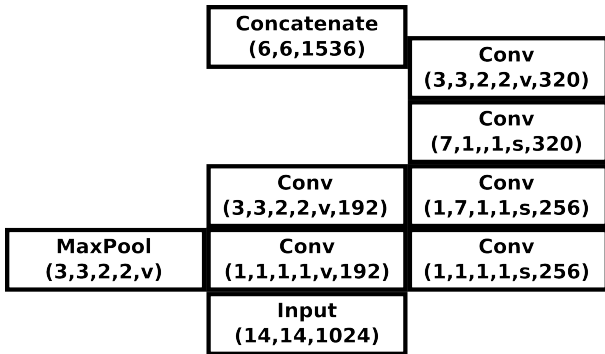 Concatenate
(6,6,1536)
Conv
(3,3,2,2,v,320)
Conv
(7,1,,1,s,320)
Conv
(3,3,2,2,v,192)
Conv
(1,7,1,1,s,256)
MaxPool
(3,3,2,2,v)
Conv
(1,1,1,1,v,192)
Conv
(1,1,1,1,s,256)
Input
(14,14,1024)